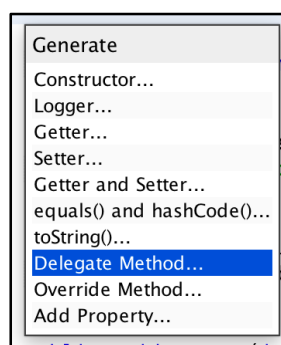 Generate
Constructor...
Logger...
Getter...
Setter...
Getter and Setter...
equals() and hashCode()...
toString()...
Delegate Method...
Override Method...
Add Property...